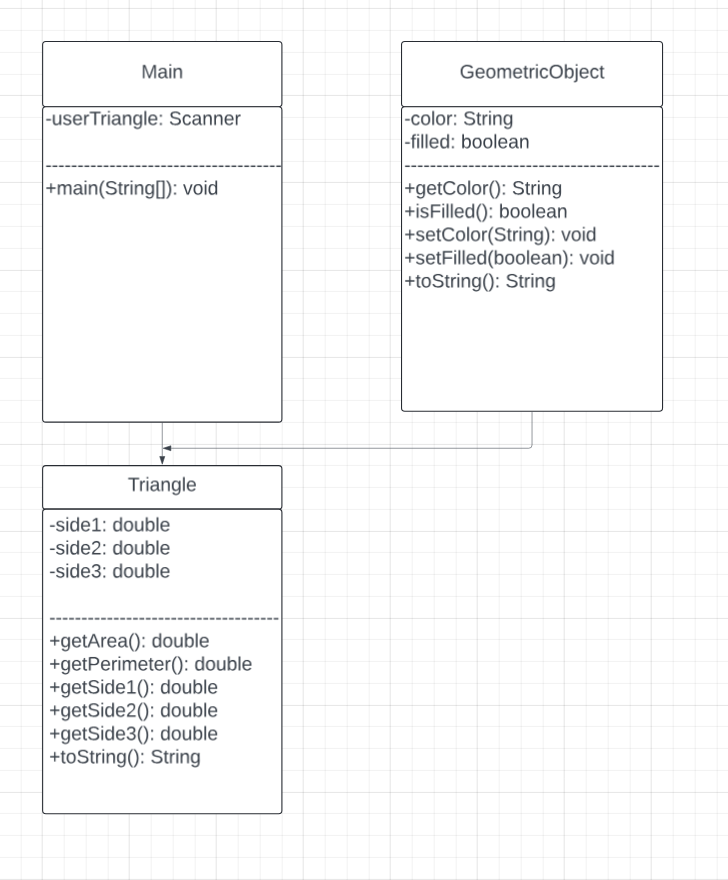 Main
-userTriangle: Scanner
-----------------------------------------
+main(String[]): void
GeometricObject
-color: String
-filled: boolean
-------------------------------------------
+getColor(): String
+isFilled(): boolean
+setColor(String): void
+setFilled(boolean): void
+toString(): String
Triangle
-side1: double
-side2: double
-side3: double
---------------------------------------
+getArea(): double
+getPerimeter(): double
+getSide1(): double
+getSide2(): double
+getSide3(): double
+toString(): String